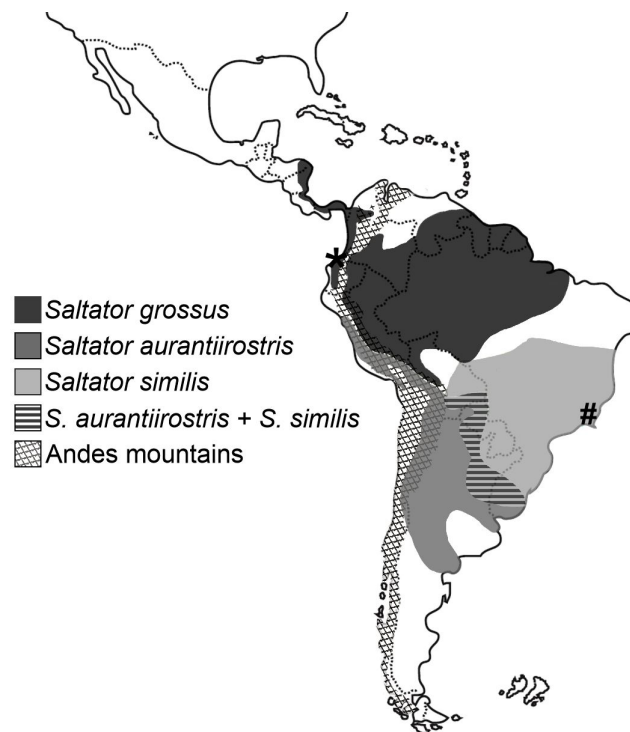 *
Saltator grossus
Saltator aurantiirostris
Saltator similis
#
S. aurantiirostris + S. similis
Andes mountains